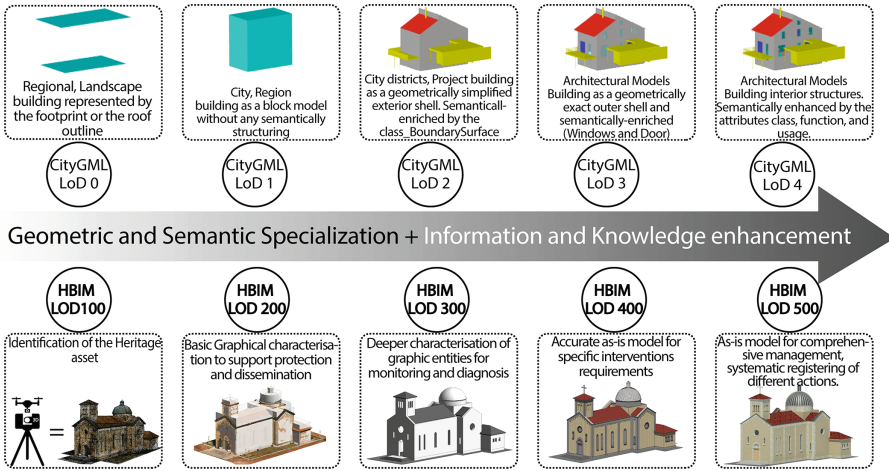 Regional, Landscape
building represented by
the footprint or the roof
outline
City, Region
building as a block model
without any semantically
structuring
City districts, Project building
as a geometrically simplified
exterior shell. Semanticall-
enriched by the
class_BoundarySurface
Architectural Models
Building as a geometrically
exact outer shell and
semantically-enriched
(Windows and Door)
Architectural Models
Building interior structures.
Semantically enhanced by the
attributes class, function, and
usage.
CityGML
LoD 0
CityGML
LoD 1
CityGML
LoD 2
CityGML
LoD 3
CityGML
LoD 4
Geometric and Semantic Specialization + Information and Knowledge enhancement
HBIM
LOD100
HBIM
LOD 200
HBIM
LOD 300
HBIM
LOD 400
HBIM
LOD 500
Identification of the Heritage
asset
=
Basic Graphical characterisa-
tion to support protection
and dissemination
Deeper characterisation of
graphic entities for
monitoring and diagnosis
Accurate as-is model for
specific interventions
requirements
As-is model for comprehen-
sive management,
systematic registering of
different actions.